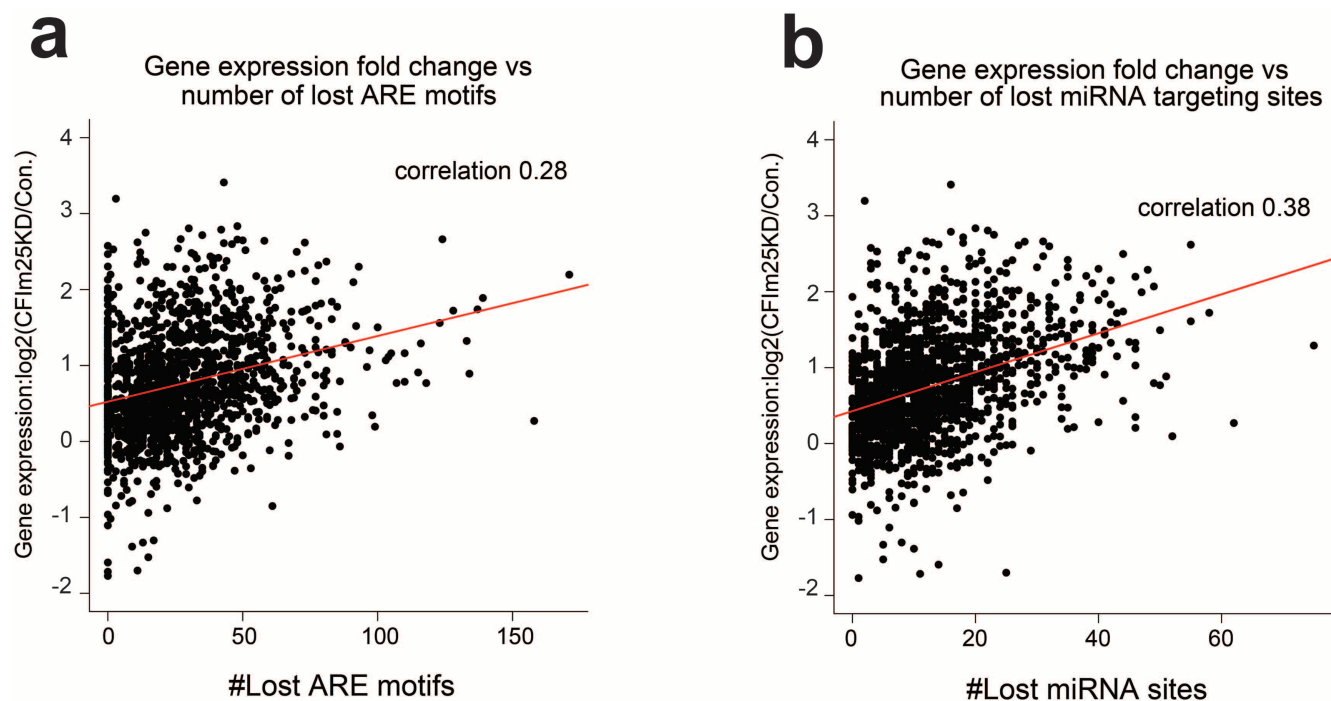 a
Gene expression fold change vs
number of lost ARE motifs
correlation 0.28
Gene expression:log2(CFIm25KD/Con.)
4
3
2
1
0
-1
-2
0
50
100
150
#Lost ARE motifs
b
Gene expression fold change vs
number of lost miRNA targeting sites
correlation 0.38
Gene expression:log2(CFIm25KD/Con.)
4
3
2
1
0
-1
-2
0
20
40
60
#Lost miRNA sites